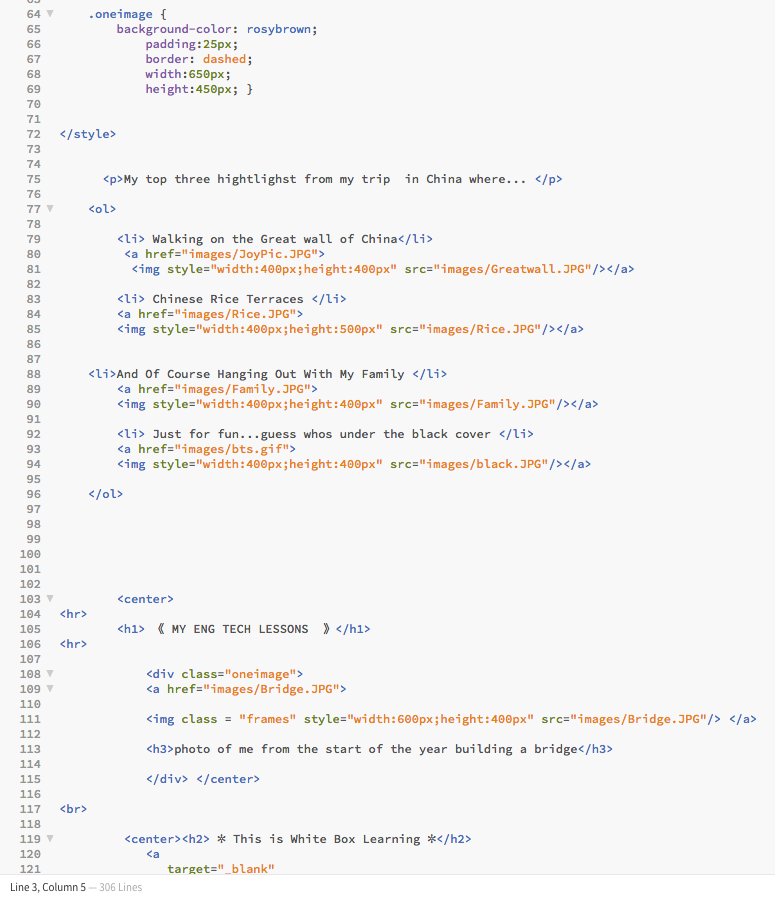 64 .oneimage {
65 background-color: rosybrown;
66 padding:25px;
67 border: dashed;
68 width:650px;
69 height:450px; }
70
71
72 </style>
73
74
75 <p>My top three hightlighst from my trip  in China where... </p>
76
77 <ol>
78
79 <li> Walking on the Great wall of China</li>
80 <a href="images/JoyPic.JPG">
81 <img style="width:400px;height:400px" src="images/Greatwall.JPG"/></a>
82
83 <li> Chinese Rice Terraces </li>
84 <a href="images/Rice.JPG">
85 <img style="width:400px;height:500px" src="images/Rice.JPG"/></a>
86
87
88 <li>And Of Course Hanging Out With My Family </li>
89 <a href="images/Family.JPG">
90 <img style="width:400px;height:400px" src="images/Family.JPG"/></a>
91
92 <li> Just for fun...guess whos under the black cover </li>
93 <a href="images/bts.gif">
94 <img style="width:400px;height:400px" src="images/black.JPG"/></a>
95
96 </ol>
97
98
99
100
101
102
103 <center>
104 <hr>
105 <h1> 《 MY ENG TECH LESSONS  》</h1>
106 <hr>
107
108 <div class="oneimage">
109 <a href="images/Bridge.JPG">
110
111 <img class = "frames" style="width:600px;height:400px" src="images/Bridge.JPG"/> </a>
112
113 <h3>photo of me from the start of the year building a bridge</h3>
114
115 </div> </center>
116
117 <br>
118
119 <center><h2> ✼ This is White Box Learning ✼</h2>
120 <a
121 target="_blank"
Line 3, Column 5 — 306 Lines